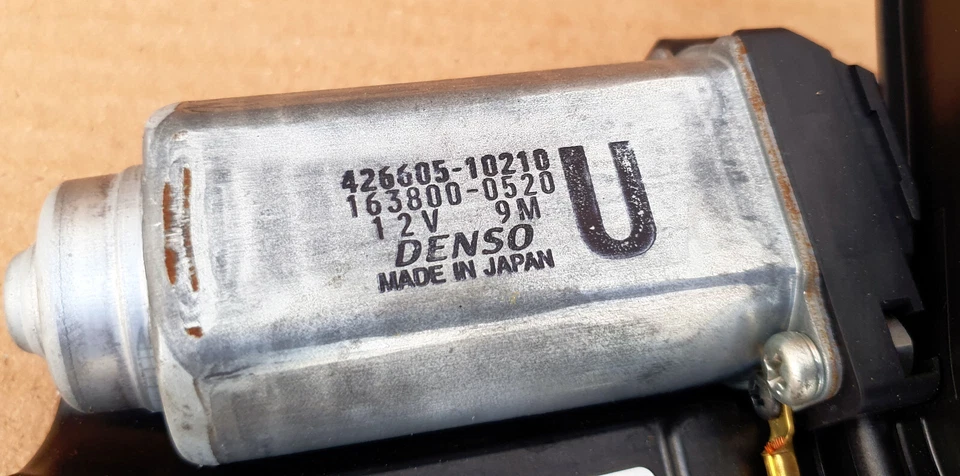 426605-10210
163800-0520
12V 9M
DENSO
MADE IN JAPAN
U